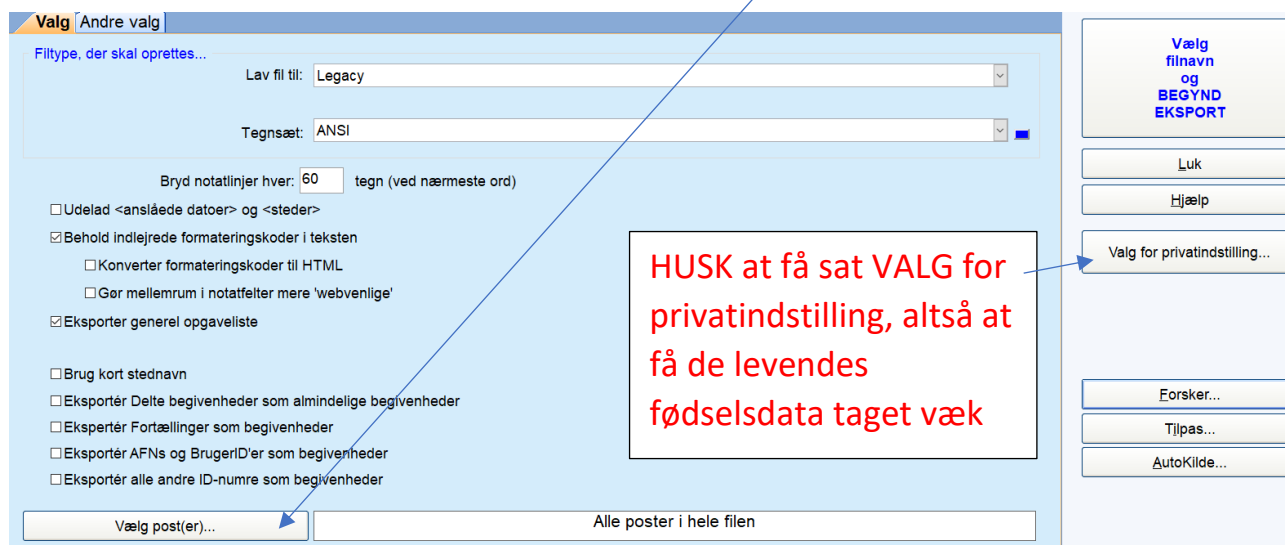 Valg Andre valg
Filtype, der skal oprettes...
Lav fil til: Legacy
Tegnsæt: ANSI
Bryd notatlinjer hver: 60 tegn (ved nærmeste ord)
Udelad <anslåede datoer> og <steder>
Behold indlejrede formateringskoder i teksten
Konverter formateringskoder til HTML
Gør mellemrum i notatfelter mere 'webvenlige'
Eksporter generel opgaveliste
Brug kort stednavn
Eksportér Delte begivenheder som almindelige begivenheder
Ekspertér Fortællinger som begivenheder
Eksportér AFNs og BrugerID'er som begivenheder
Eksportér alle andre ID-numre som begivenheder
Vælg post(er)...
Alle poster i hele filen
HUSK at få sat VALG for
privatindstilling, altså at
få de levendes
fødselsdata taget væk
Vælg
filnavn
og
BEGYND
EKSPORT
Luk
Hjælp
Valg for privatindstilling...
Forsker...
Tilpas...
AutoKilde...